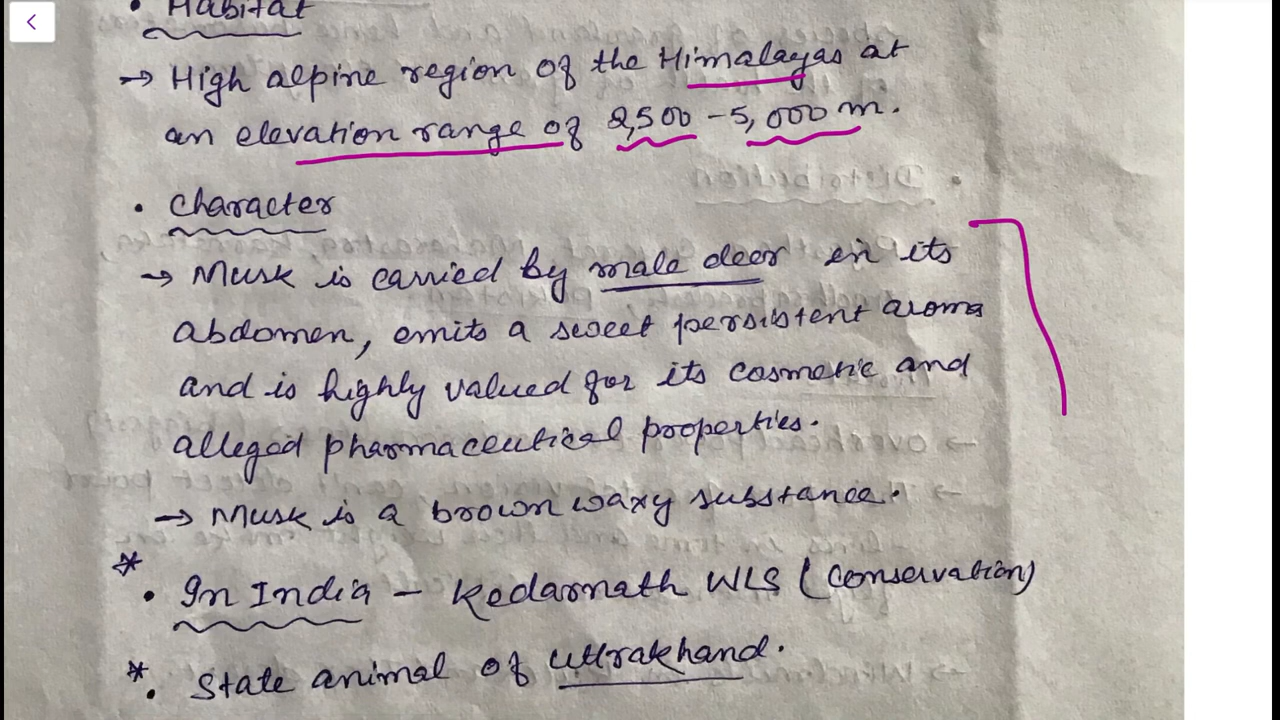 • Habitat
→ High alpine region of the Himalayas at
an elevation range of 2,500 - 5,000 m.
• Character
→ Musk is carried by male deer in its
abdomen, emits a sweet persistent aroma
and is highly valued for its cosmetic and
alleged pharmaceutical properties.
→ Musk is a brown waxy substance.
* • In India - Kedarnath WLS (Conservation)
* • State animal of Uttrakhand.